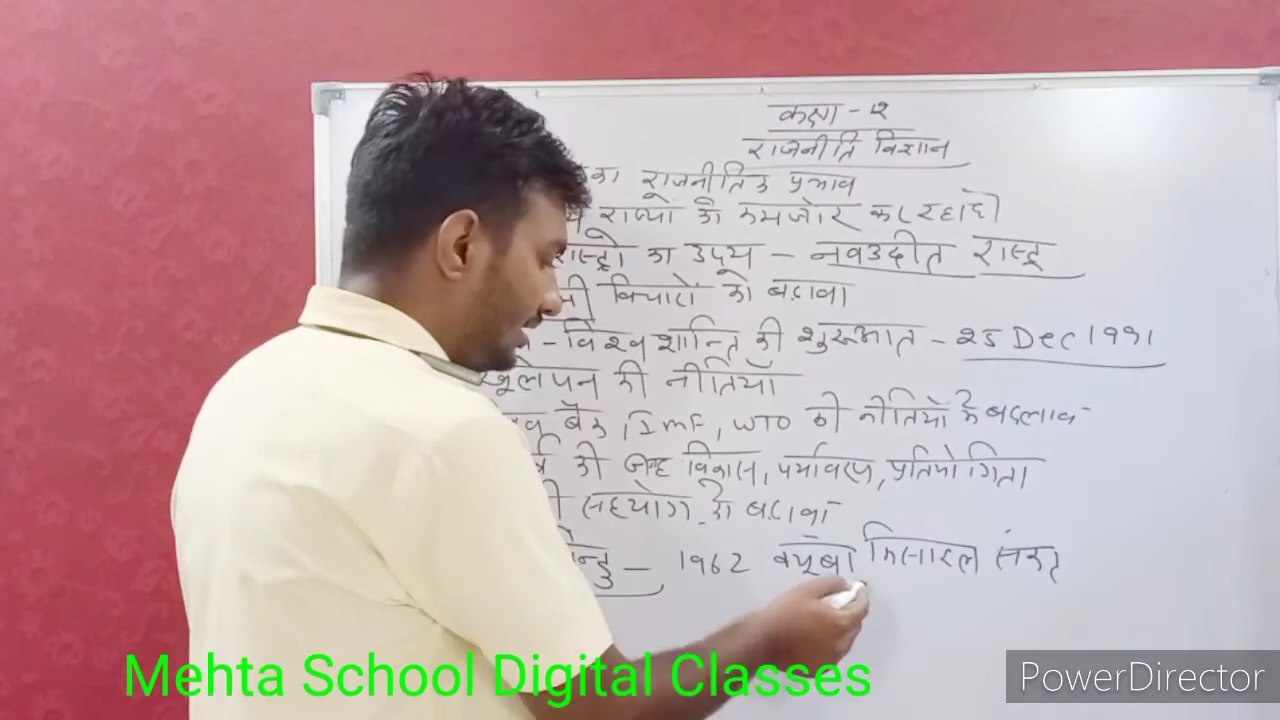 कक्षा - १२
राजनीति विज्ञान
का राजनीतिक प्रभाव
राज्यों को कमजोर कर रहा है
राष्ट्रो का उदय - नवउदीत राष्ट्र
विचारों को बढ़ावा
- विश्व शान्ति की शुरूआत - 25 Dec 1991
खुलेपन की नीतियाँ
बैंक, IMF, WTO की नीतियों के बदलाव
की जगह विकास, पर्यावरण, प्रतियोगिता
सहयोग को बढ़ावा
न्दु - 1962 क्यूबा मिसाइल संकट
Mehta School Digital Classes
PowerDirector